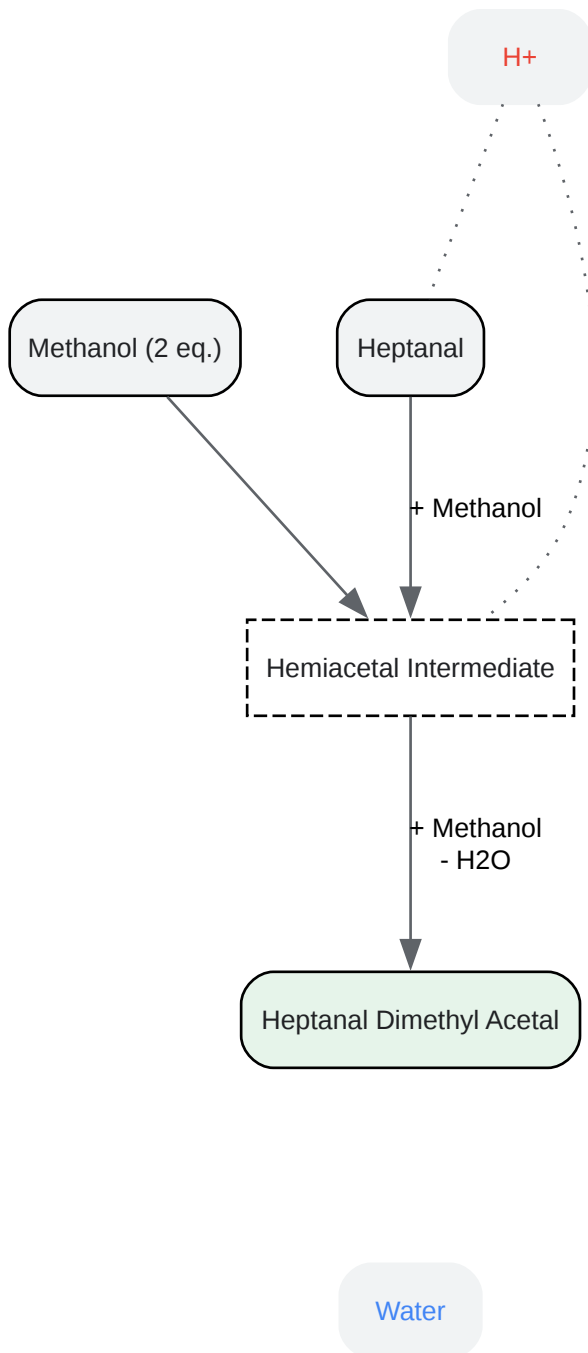 H+
Methanol (2 eq.)
Heptanal
+ Methanol
Hemiacetal Intermediate
+ Methanol
- H2O
Heptanal Dimethyl Acetal
Water